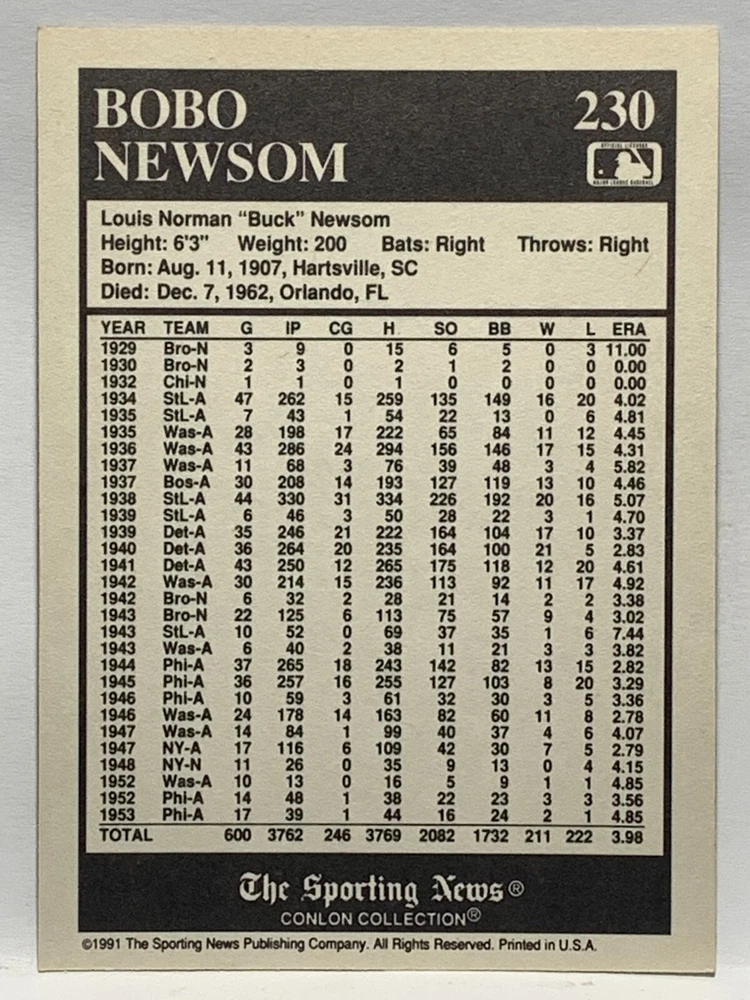 BOBO 230
NEWSOM
OFFICIAL LICENSEE
MAJOR LEAGUE BASEBALL
Louis Norman “Buck” Newsom
Height: 6'3" Weight: 200 Bats: Right Throws: Right
Born: Aug. 11, 1907, Hartsville, SC
Died: Dec. 7, 1962, Orlando, FL
YEAR TEAM G IP CG H SO BB W L ERA
1929 Bro-N 3 9 0 15 6 5 0 3 11.00
1930 Bro-N 2 3 0 2 1 2 0 0 0.00
1932 Chi-N 1 1 0 1 0 0 0 0 0.00
1934 StL-A 47 262 15 259 135 149 16 20 4.02
1935 StL-A 7 43 1 54 22 13 0 6 4.81
1935 Was-A 28 198 17 222 65 84 11 12 4.45
1936 Was-A 43 286 24 294 156 146 17 15 4.31
1937 Was-A 11 68 3 76 39 48 3 4 5.82
1937 Bos-A 30 208 14 193 127 119 13 10 4.46
1938 StL-A 44 330 31 334 226 192 20 16 5.07
1939 StL-A 6 46 3 50 28 22 3 1 4.70
1939 Det-A 35 246 21 222 164 104 17 10 3.37
1940 Det-A 36 264 20 235 164 100 21 5 2.83
1941 Det-A 43 250 12 265 175 118 12 20 4.61
1942 Was-A 30 214 15 236 113 92 11 17 4.92
1942 Bro-N 6 32 2 28 21 14 2 2 3.38
1943 Bro-N 22 125 6 113 75 57 9 4 3.02
1943 StL-A 10 52 0 69 37 35 1 6 7.44
1943 Was-A 6 40 2 38 11 21 3 3 3.82
1944 Phi-A 37 265 18 243 142 82 13 15 2.82
1945 Phi-A 36 257 16 255 127 103 8 20 3.29
1946 Phi-A 10 59 3 61 32 30 3 5 3.36
1946 Was-A 24 178 14 163 82 60 11 8 2.78
1947 Was-A 14 84 1 99 40 37 4 6 4.07
1947 NY-A 17 116 6 109 42 30 7 5 2.79
1948 NY-N 11 26 0 35 9 13 0 4 4.15
1952 Was-A 10 13 0 16 5 9 1 1 4.85
1952 Phi-A 14 48 1 38 22 23 3 3 3.56
1953 Phi-A 17 39 1 44 16 24 2 1 4.85
TOTAL 600 3762 246 3769 2082 1732 211 222 3.98
The Sporting News®
CONLON COLLECTION®
©1991 The Sporting News Publishing Company. All Rights Reserved. Printed in U.S.A.